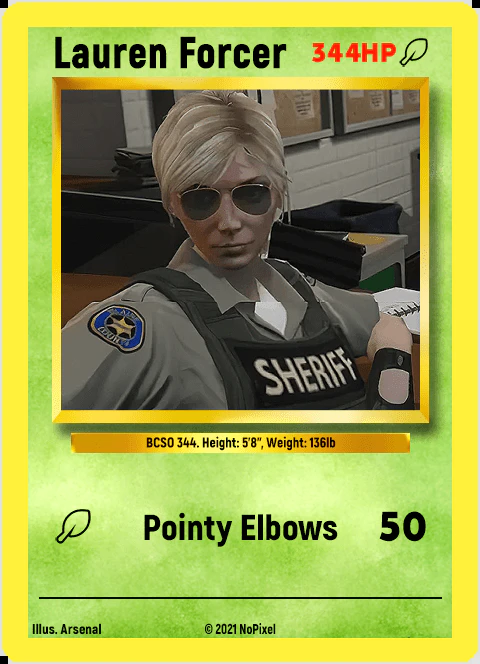 Lauren Forcer 344HP
SHERIFF
BCSO 344. Height: 5'8", Weight: 136lb
Pointy Elbows 50
Illus. Arsenal © 2021 NoPixel